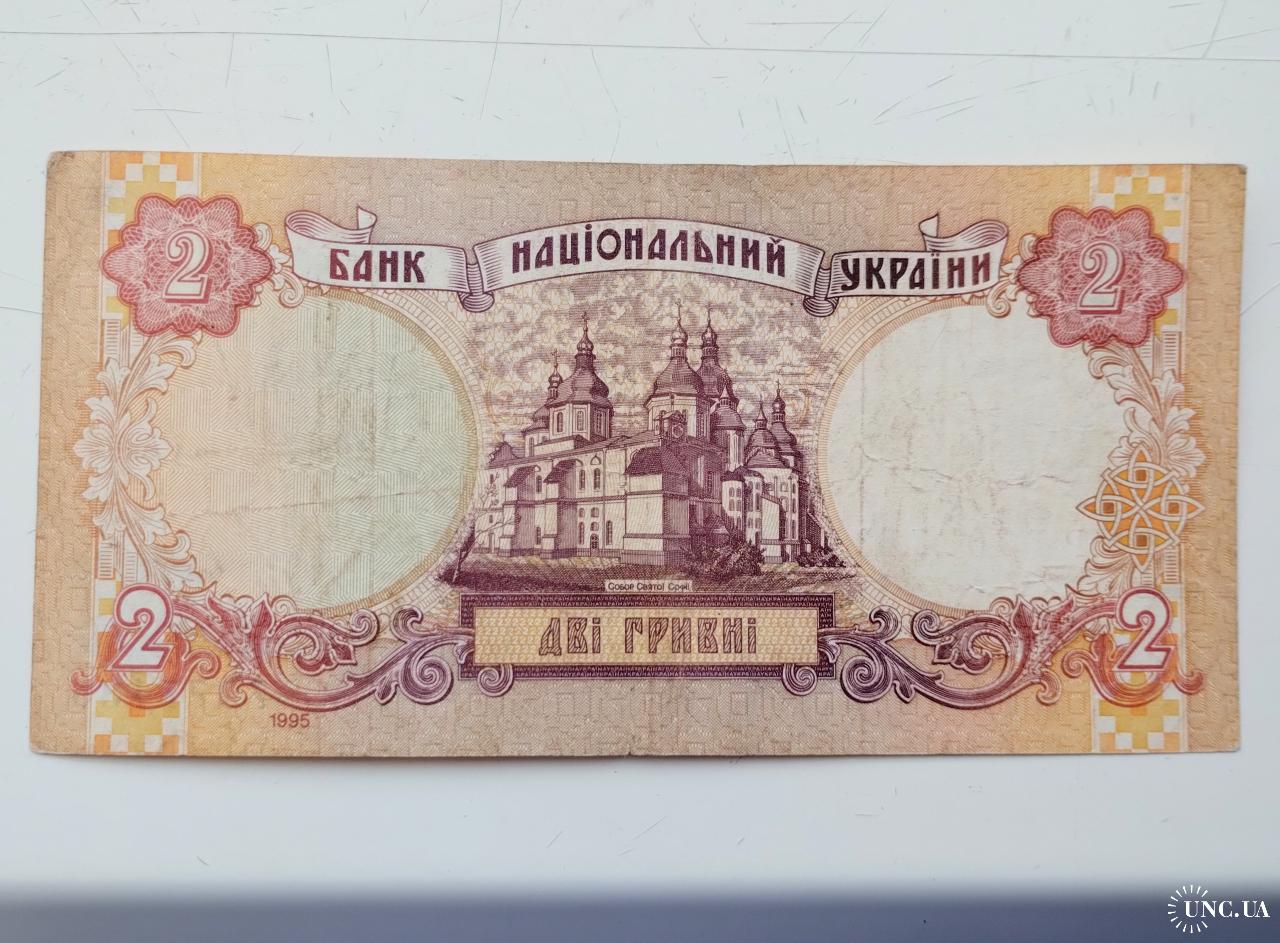 БАНК НАЦІОНАЛЬНИЙ УКРАЇНИ
2 2
Собор Святої Софії
ДВІ ГРИВНІ
2 2
1995
UNC.UA